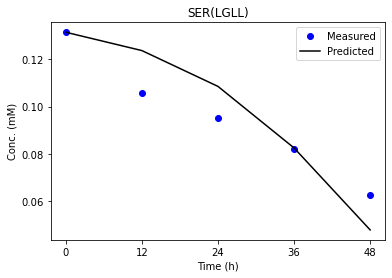 SER(LGLL)
Measured
Predicted
0.12
0.10
0.08
0.06
Conc. (mM)
0 12 24 36 48
Time (h)